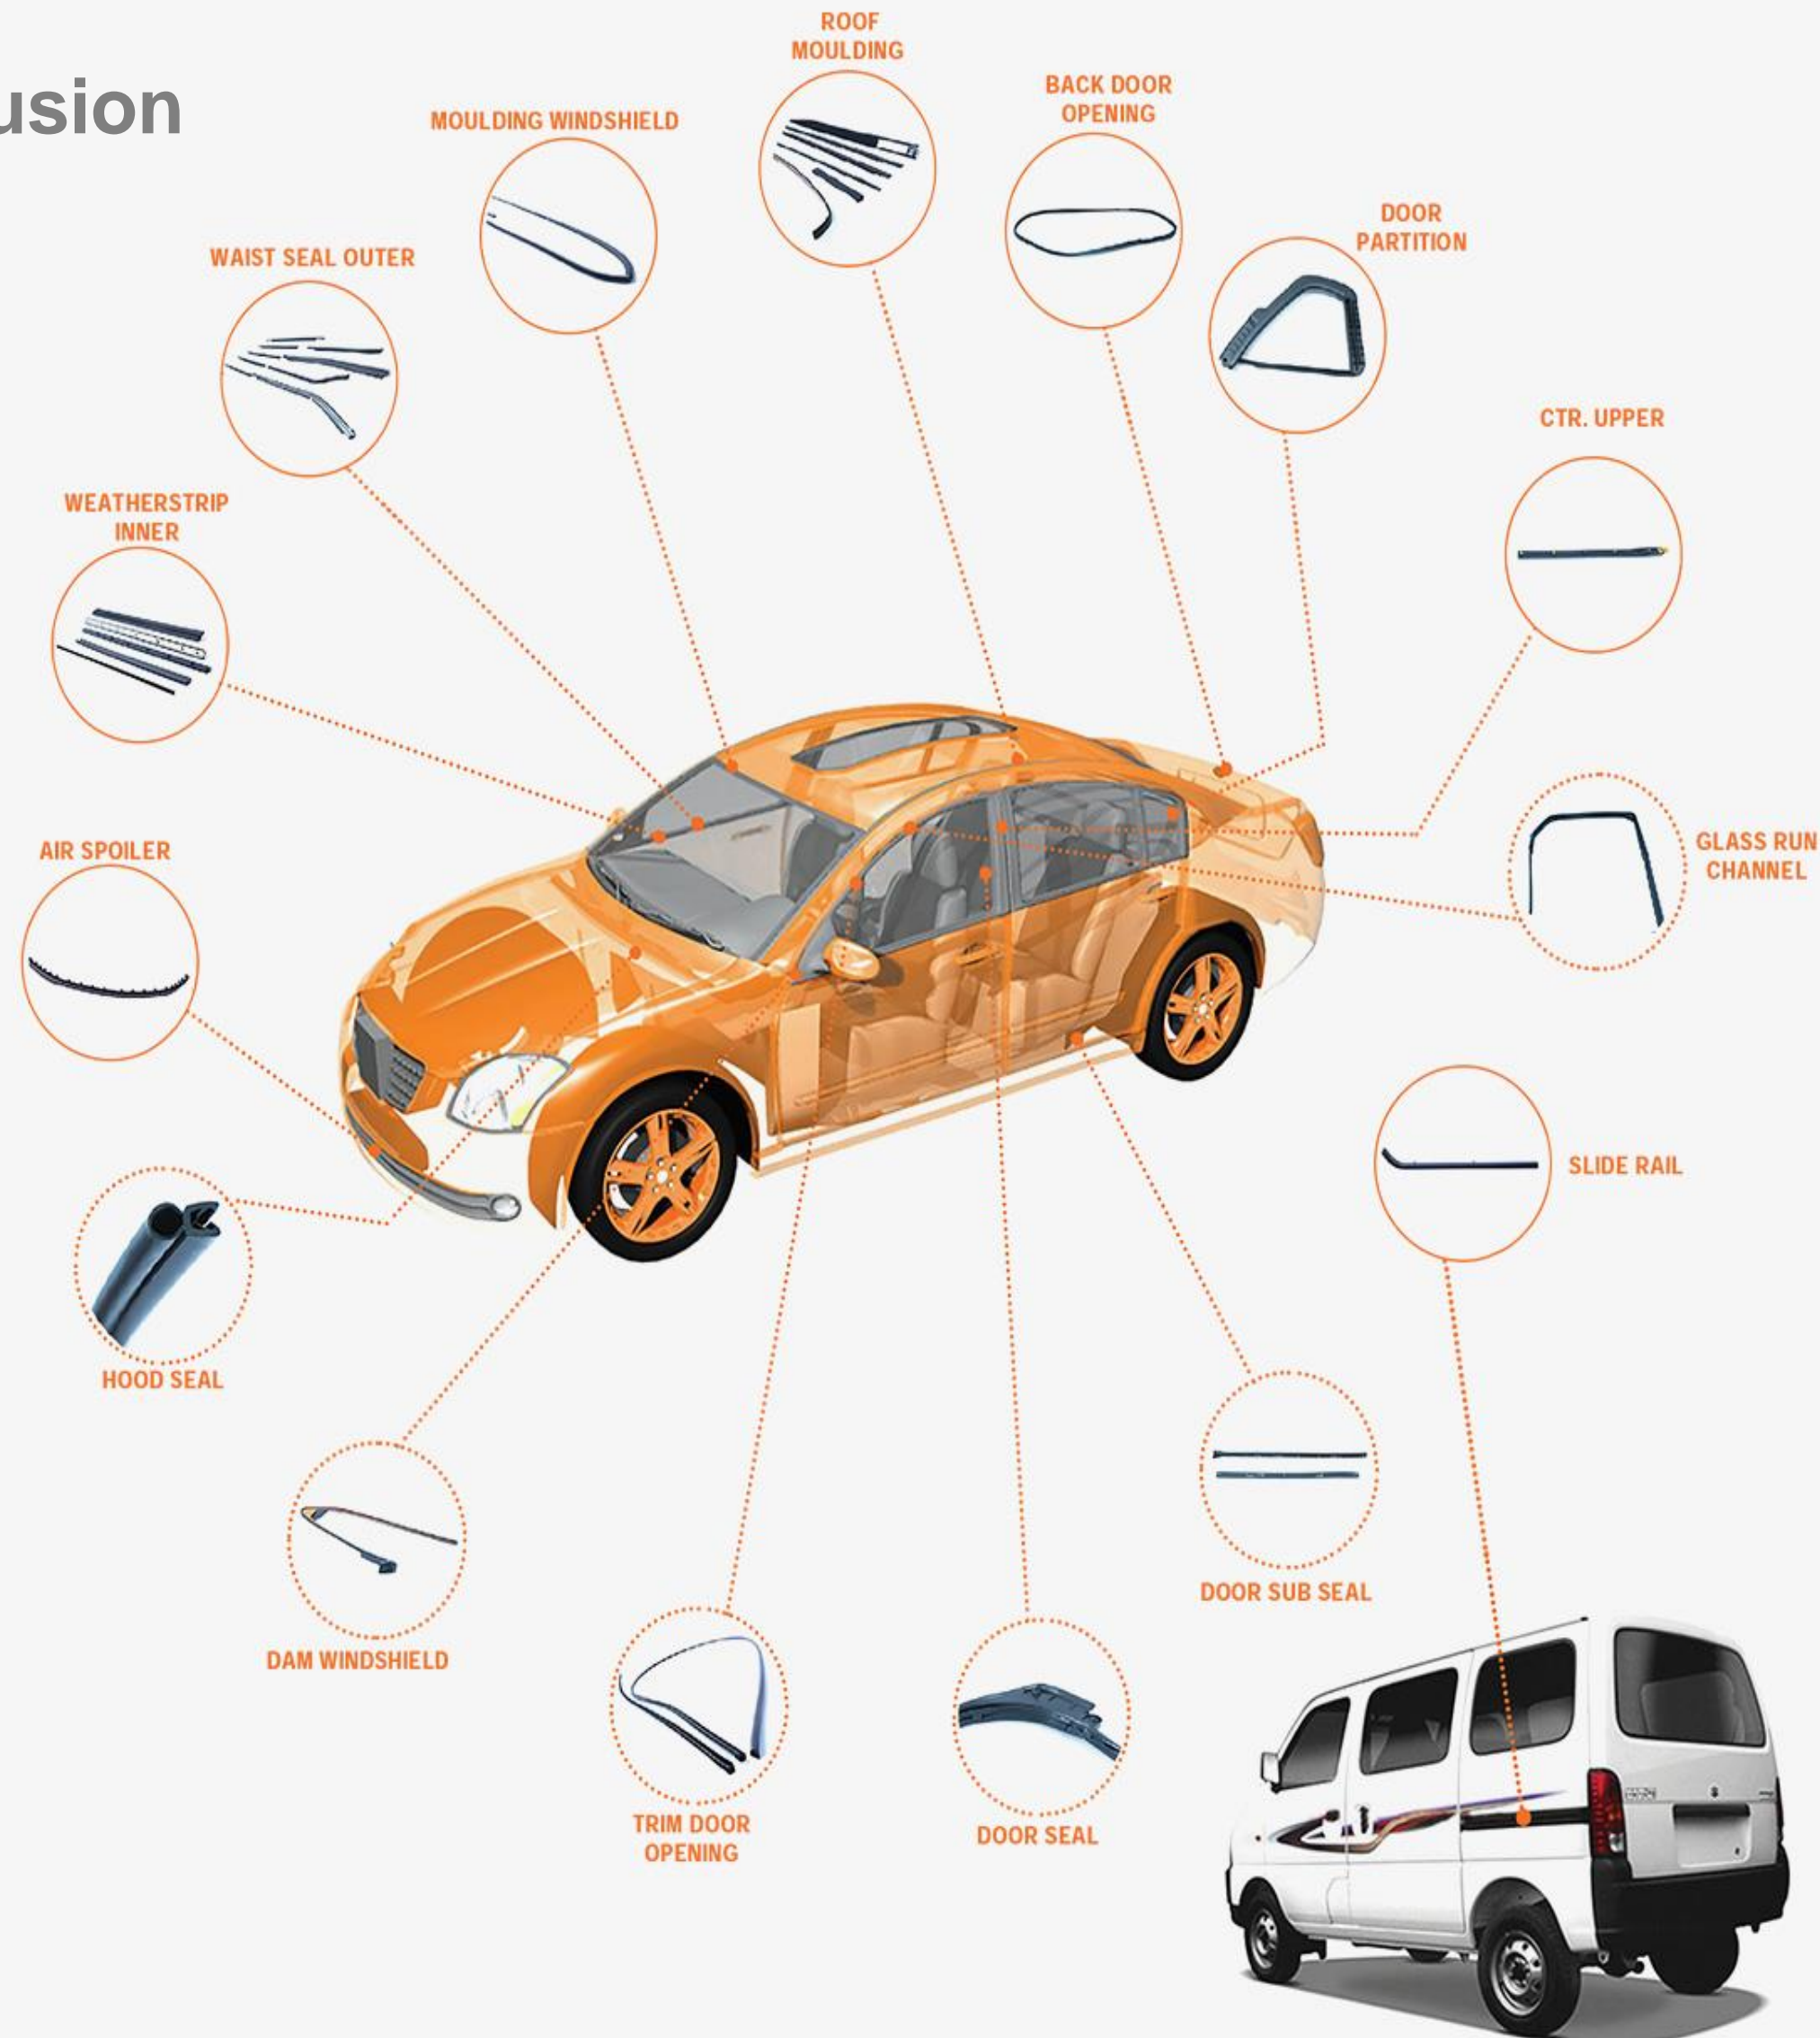 usion
ROOF
MOULDING
BACK DOOR
OPENING
MOULDING WINDSHIELD
DOOR
PARTITION
WAIST SEAL OUTER
CTR. UPPER
WEATHERSTRIP
INNER
GLASS RUN
CHANNEL
AIR SPOILER
SLIDE RAIL
HOOD SEAL
DOOR SUB SEAL
DAM WINDSHIELD
TRIM DOOR
OPENING
DOOR SEAL